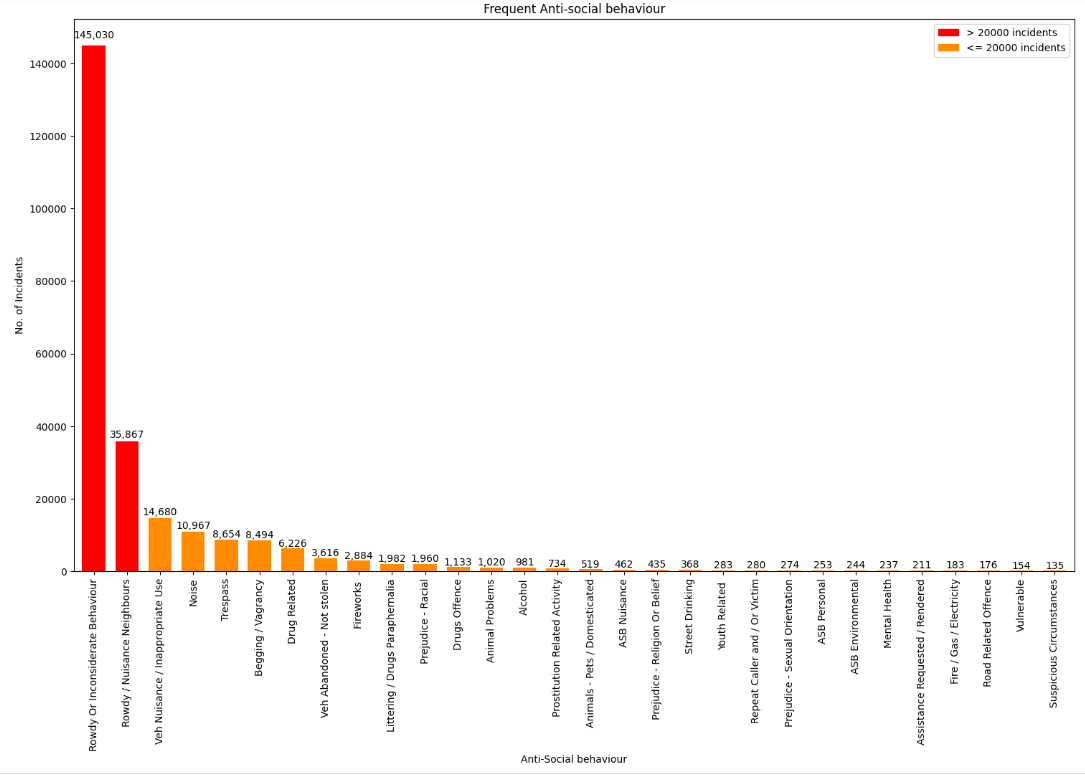 Frequent Anti-social behaviour
> 20000 incidents
<= 20000 incidents
No. of Incidents
140000
120000
100000
80000
60000
40000
20000
0
145,030
35,867
14,680
10,967
8,654
8,494
6,226
3,616
2,884
1,982
1,960
1,133
1,020
981
734
519
462
435
368
283
280
274
253
244
237
211
183
176
154
135
Rowdy Or Inconsiderate Behaviour
Rowdy / Nuisance Neighbours
Veh Nuisance / Inappropriate Use
Noise
Trespass
Begging / Vagrancy
Drug Related
Veh Abandoned - Not stolen
Fireworks
Littering / Drugs Paraphernalia
Prejudice - Racial
Drugs Offence
Animal Problems
Alcohol
Prostitution Related Activity
Animals - Pets / Domesticated
ASB Nuisance
Prejudice - Religion Or Belief
Street Drinking
Youth Related
Repeat Caller and / Or Victim
Prejudice - Sexual Orientation
ASB Personal
ASB Environmental
Mental Health
Assistance Requested / Rendered
Fire / Gas / Electricity
Road Related Offence
Vulnerable
Suspicious Circumstances
Anti-Social behaviour